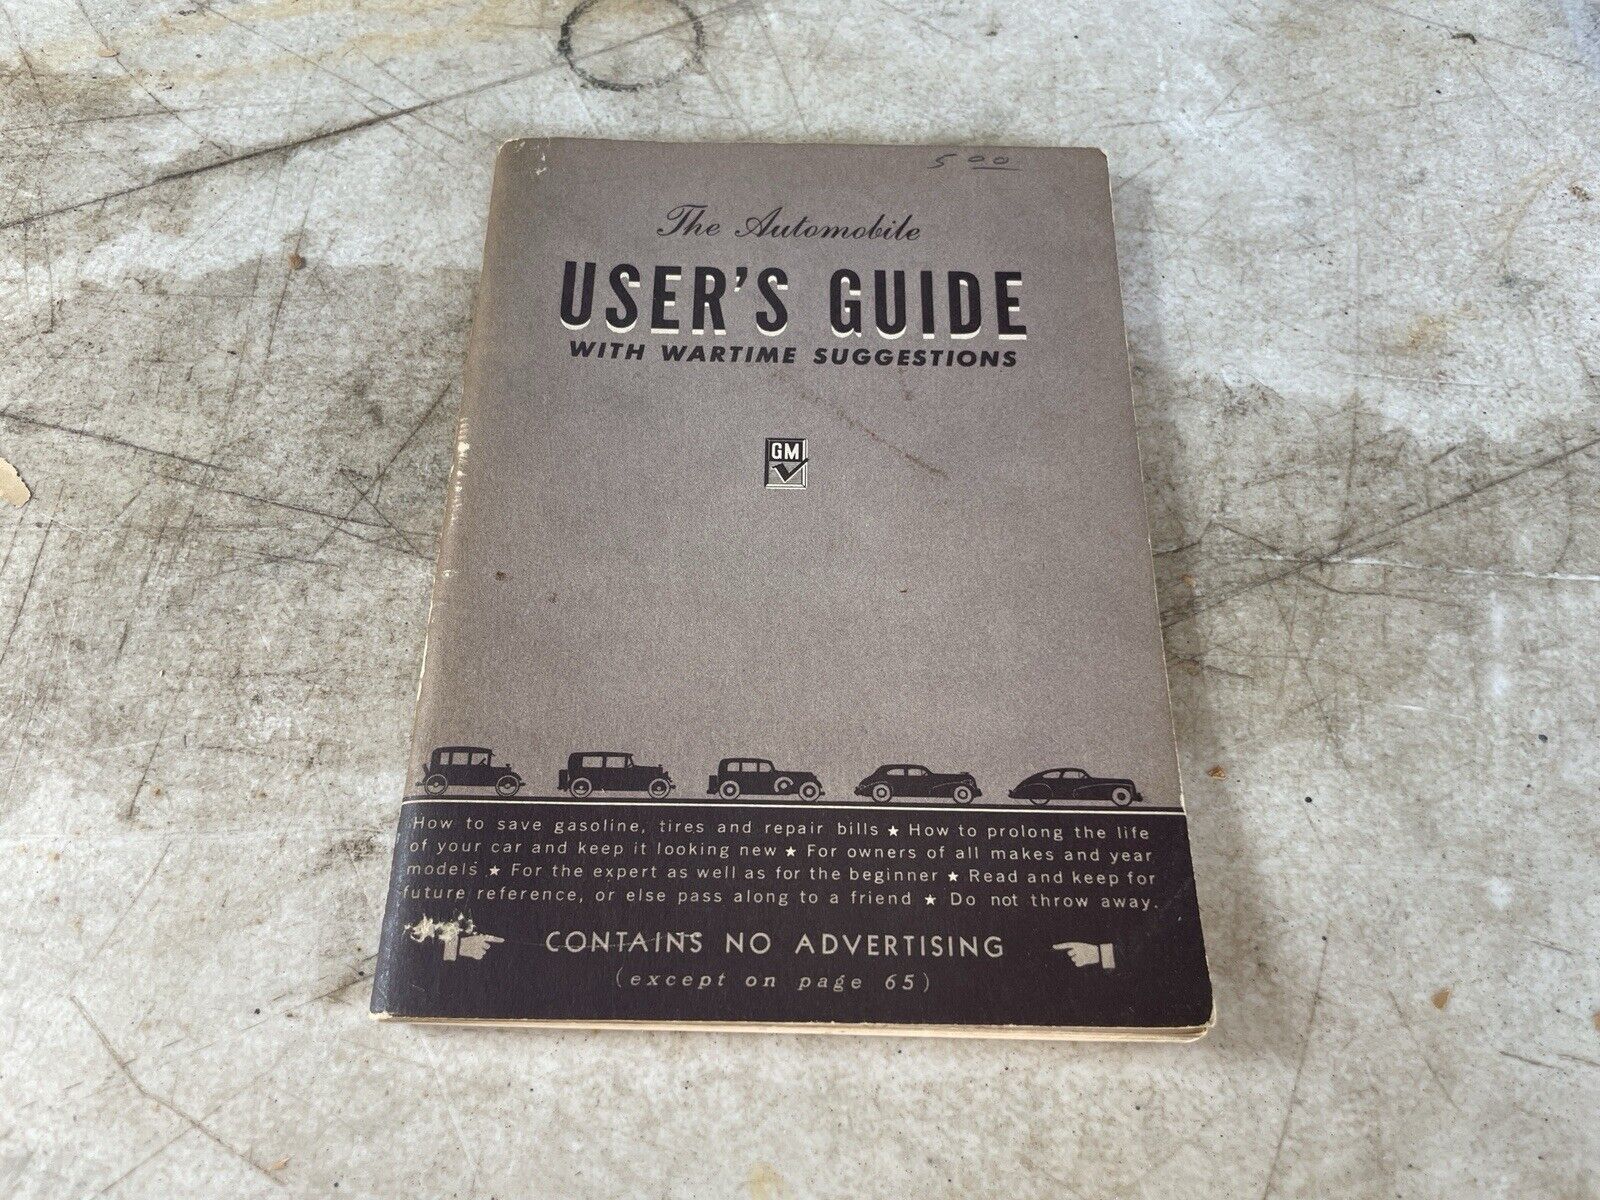 5 00
The Automobile
USER'S GUIDE
WITH WARTIME SUGGESTIONS
GM
How to save gasoline, tires and repair bills ★ How to prolong the life
of your car and keep it looking new ★ For owners of all makes and year
models ★ For the expert as well as for the beginner ★ Read and keep for
future reference, or else pass along to a friend ★ Do not throw away.
CONTAINS NO ADVERTISING
(except on page 65)